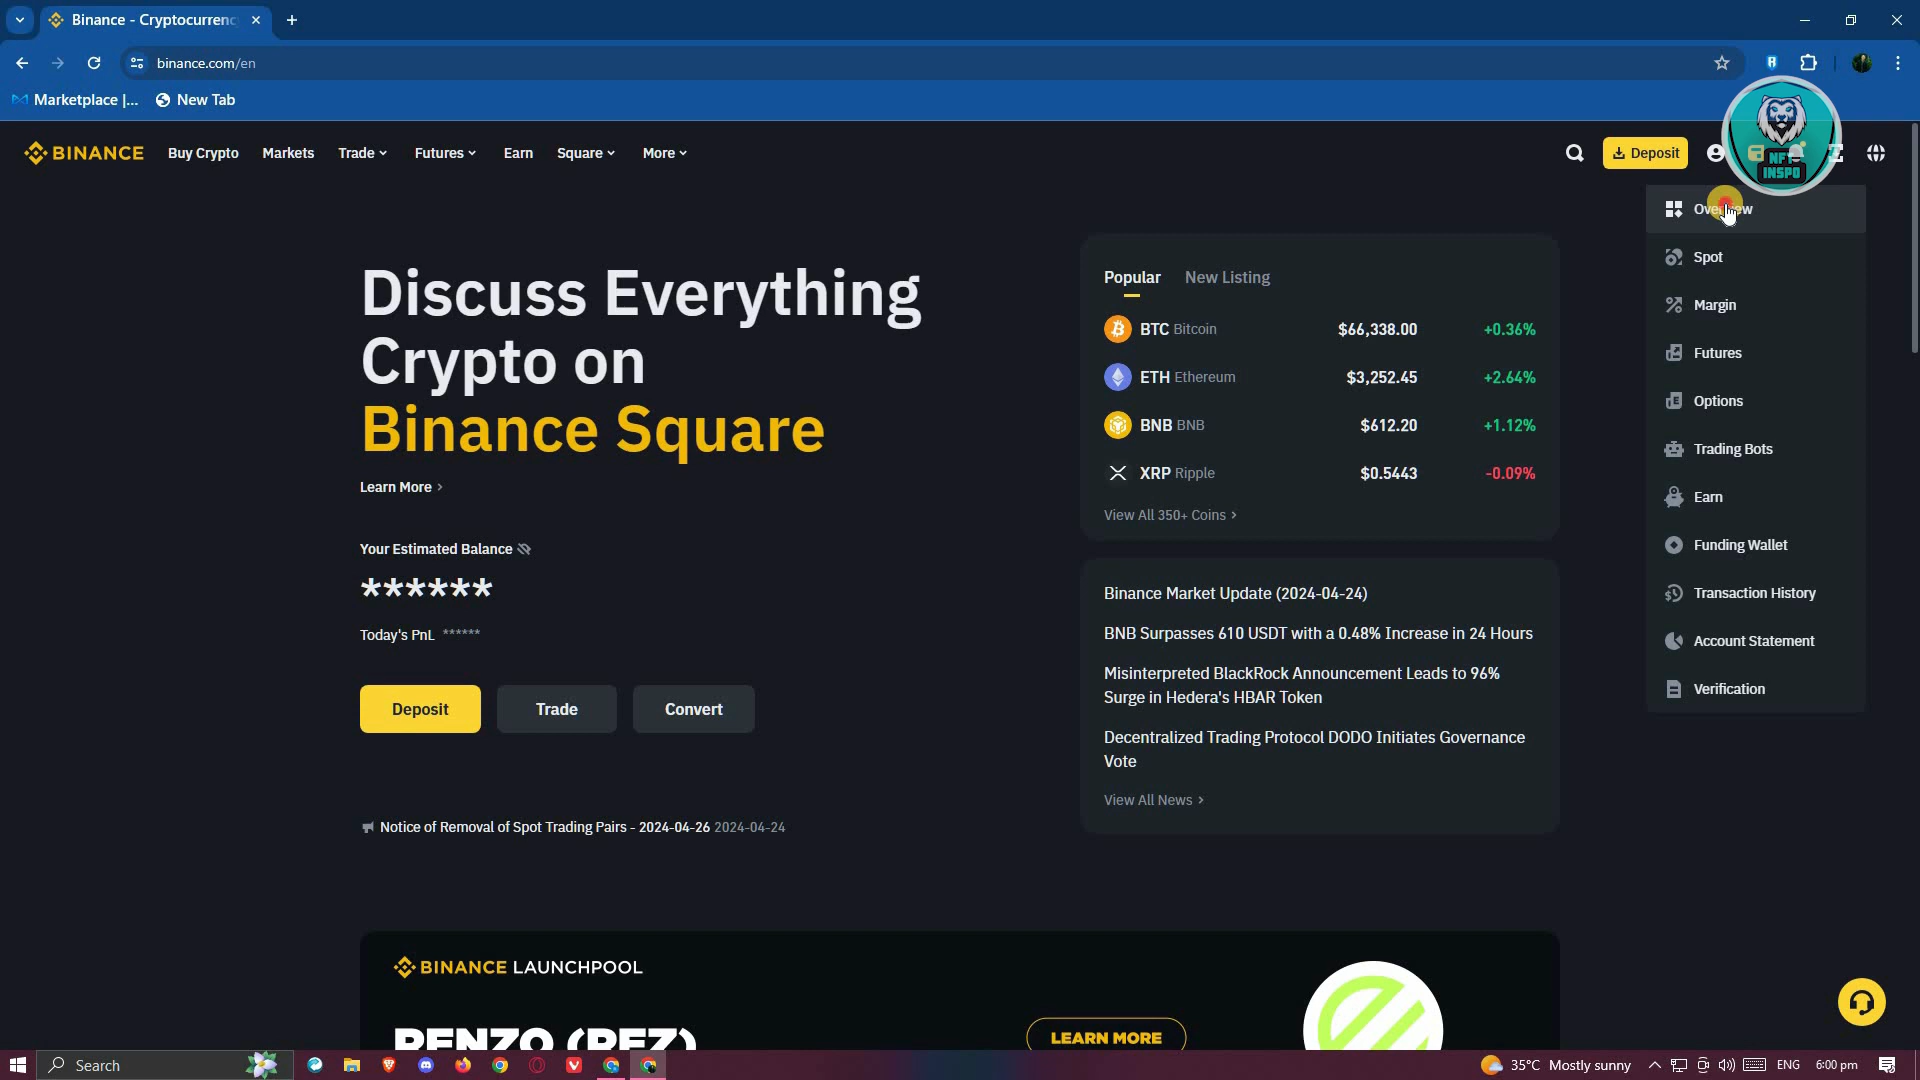 Binance - Cryptocurrenc
binance.com/en
Marketplace |...
New Tab
BINANCE
Buy Crypto
Markets
Trade
Futures
Earn
Square
More
Deposit
NFT
INSPO
Overview
Spot
Margin
Futures
Options
Trading Bots
Earn
Funding Wallet
Transaction History
Account Statement
Verification
Discuss Everything
Crypto on
Binance Square
Learn More
Your Estimated Balance
******
Today's PnL ******
Deposit
Trade
Convert
Notice of Removal of Spot Trading Pairs - 2024-04-26 2024-04-24
Popular
New Listing
BTC Bitcoin $66,338.00 +0.36%
ETH Ethereum $3,252.45 +2.64%
BNB BNB $612.20 +1.12%
XRP Ripple $0.5443 -0.09%
View All 350+ Coins
Binance Market Update (2024-04-24)
BNB Surpasses 610 USDT with a 0.48% Increase in 24 Hours
Misinterpreted BlackRock Announcement Leads to 96%
Surge in Hedera's HBAR Token
Decentralized Trading Protocol DODO Initiates Governance
Vote
View All News
BINANCE LAUNCHPOOL
RENZO (REZ)
LEARN MORE
Search
35°C Mostly sunny
ENG
6:00 pm